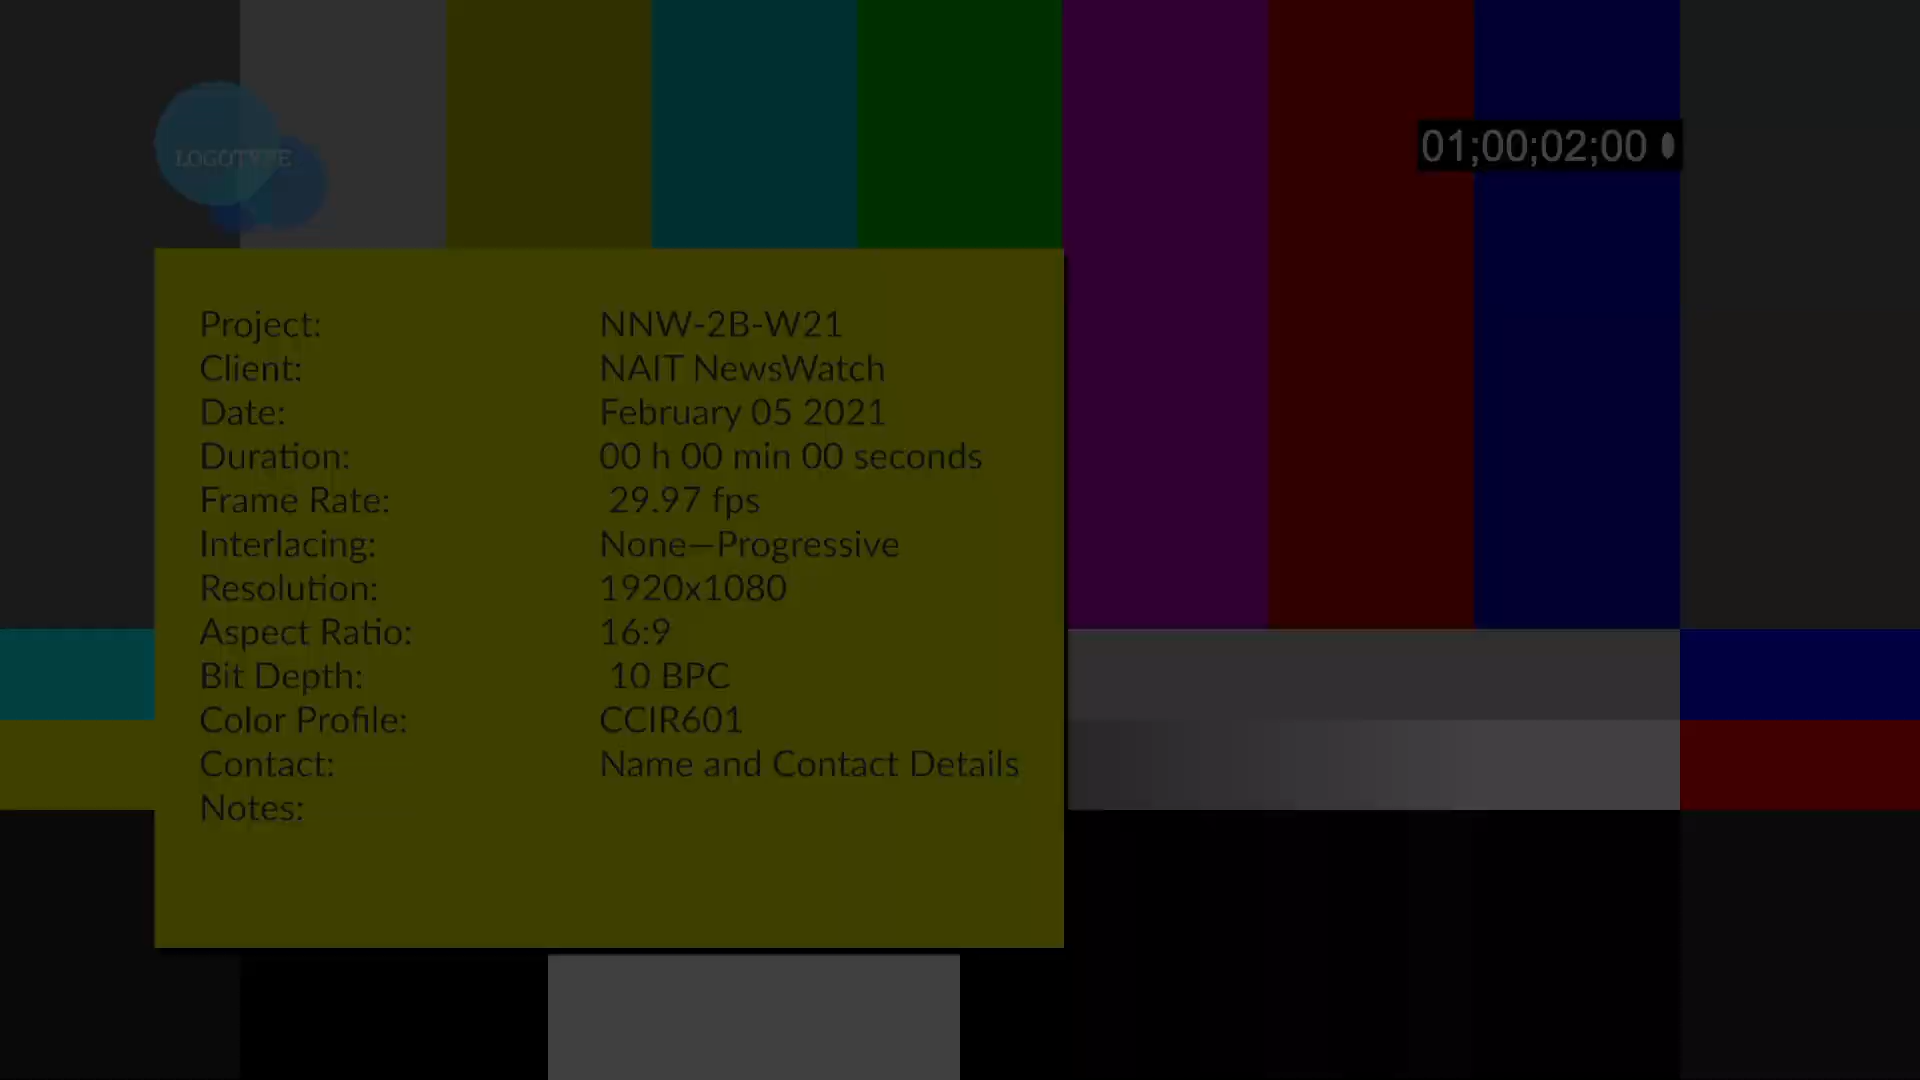 LOGOTYPE
01;00;02;00
Project: NNW-2B-W21
Client: NAIT NewsWatch
Date: February 05 2021
Duration: 00 h 00 min 00 seconds
Frame Rate: 29.97 fps
Interlacing: None—Progressive
Resolution: 1920x1080
Aspect Ratio: 16:9
Bit Depth: 10 BPC
Color Profile: CCIR601
Contact: Name and Contact Details
Notes: